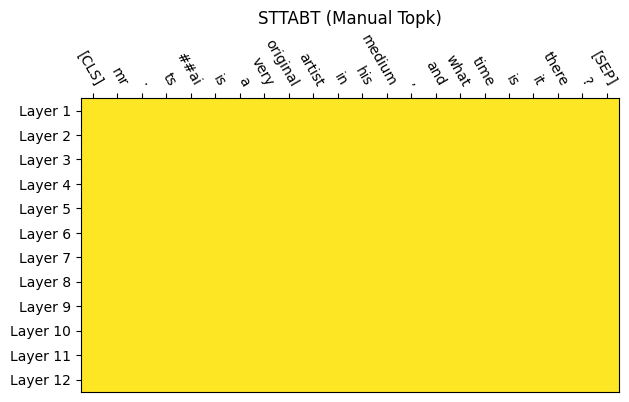 STTABT (Manual Topk)
[CLS] mr . ts ##ai is a very original artist in his medium , and what time is it there ? [SEP]
Layer 1
Layer 2
Layer 3
Layer 4
Layer 5
Layer 6
Layer 7
Layer 8
Layer 9
Layer 10
Layer 11
Layer 12